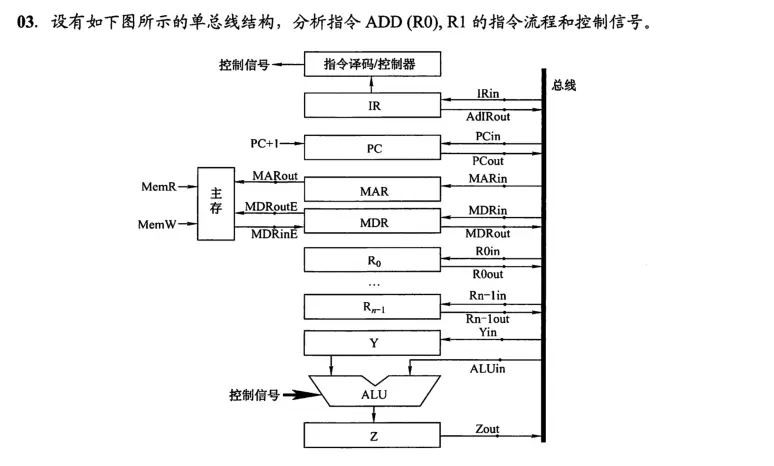 03. 设有如下图所示的单总线结构，分析指令 ADD (R0), R1 的指令流程和控制信号。
控制信号
指令译码/控制器
总线
IR
IRin
AdIRout
PC+1
PC
PCin
PCout
MemR
MemW
主存
MARout
MAR
MARin
MDRoutE
MDRinE
MDR
MDRin
MDRout
R0
R0in
R0out
...
Rn-1
Rn-1in
Rn-1out
Y
Yin
ALUin
控制信号
ALU
Z
Zout